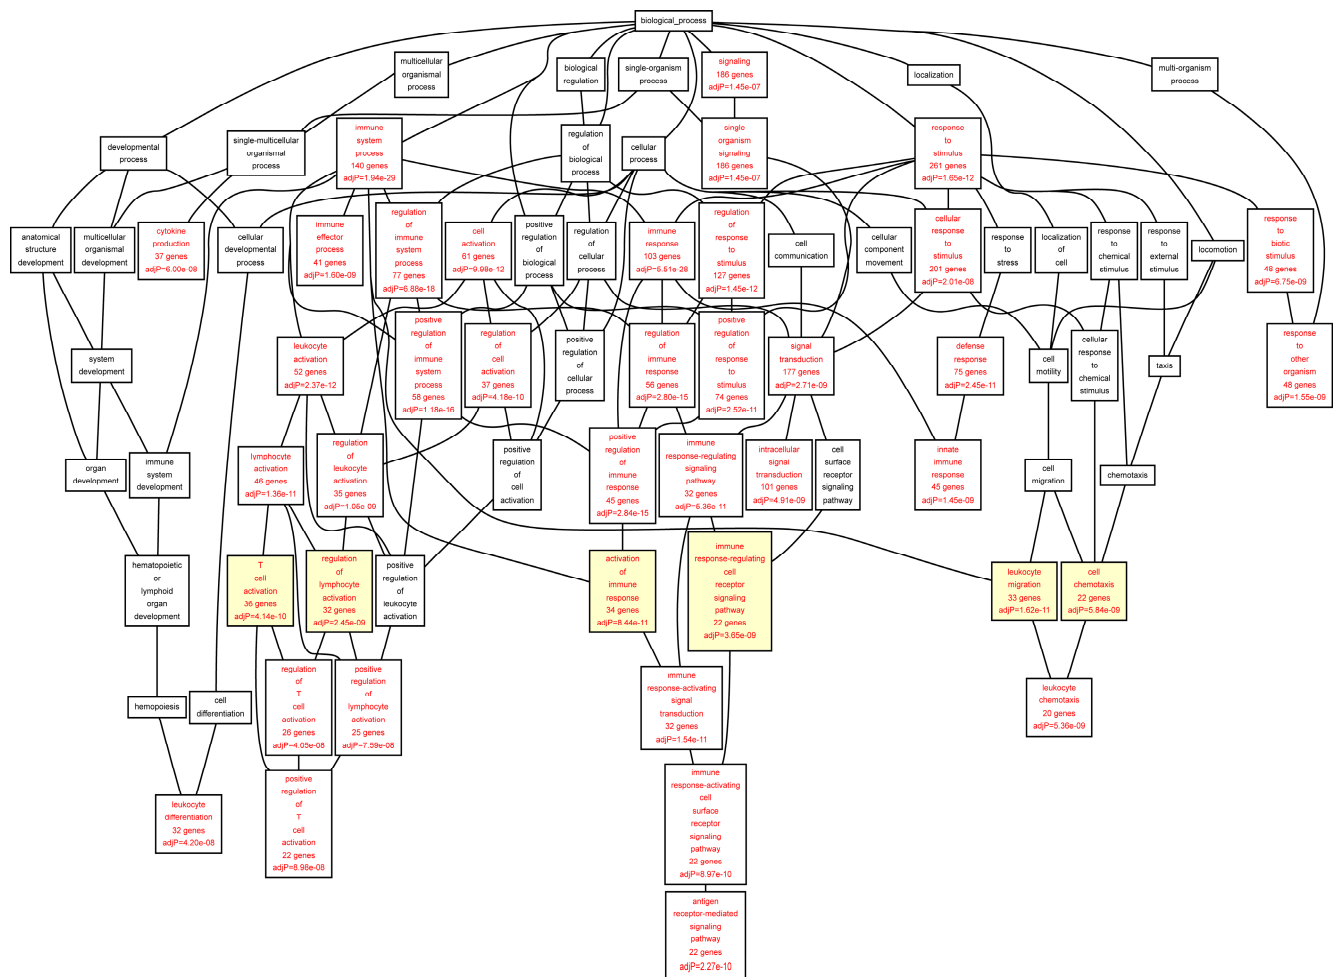 biological_process
multicellular
organismal
process
biological
regulation
single-organism
process
signaling
186 genes
adjP=1.45e-07
localization
multi-organism
process
developmental
process
single-multicellular
organismal
process
immune
system
process
140 genes
adjP=1.94e-29
regulation
of
biological
process
cellular
process
single
organism
signaling
186 genes
adjP=1.45e-07
response
to
stimulus
261 genes
adjP=1.65e-12
anatomical
structure
development
multicellular
organismal
development
cytokine
production
37 genes
adjP=6.00e-08
cellular
developmental
process
immune
effector
process
41 genes
adjP=1.60e-09
regulation
of
immune
system
process
77 genes
adjP=6.88e-18
cell
activation
61 genes
adjP=9.98e-12
positive
regulation of
biological
process
regulation
of
cellular
process
immune
response
103 genes
adjP=5.51e-28
regulation
of
response
to
stimulus
127 genes
adjP=1.45e-12
cell
communication
cellular
component
movement
cellular
response
to
stimulus
201 genes
adjP=2.01e-08
response
to
stress
localization
of
cell
response
to
chemical
stimulus
response
to
external
stimulus
locomotion
response
to
biotic
stimulus
48 genes
adjP=6.75e-09
system
development
leukocyte
activation
52 genes
adjP=2.37e-12
positive
regulation
of
immune
system
process
58 genes
adjP=1.18e-16
regulation
of
cell
activation
37 genes
adjP=4.18e-10
positive
regulation of
cellular
process
regulation
of
immune
response
56 genes
adjP=2.80e-15
positive
regulation
of
response
to
stimulus
74 genes
adjP=2.52e-11
signal
transduction
177 genes
adjP=2.71e-09
defense
response
75 genes
adjP=2.45e-11
cell
motility
cellular
response to
chemical
stimulus
taxis
response
to
other
organism
48 genes
adjP=1.55e-09
organ
development
immune
system
development
lymphocyte
activation
46 genes
adjP=1.36e-11
regulation
of
leukocyte
activation
35 genes
positive
regulation
of
cell
activation
positive
regulation
of
immune
response
45 genes
adjP=2.84e-15
immune
response-regulating
signaling
pathway
32 genes
adjP=6.36e-11
intracellular
signal
transduction
101 genes
adjP=4.91e-09
cell
surface
receptor
signaling
pathway
innate
immune
response
45 genes
adjP=1.45e-09
cell
migration
chemotaxis
hematopoietic
or
lymphoid
organ
development
T
cell
activation
36 genes
adjP=4.14e-10
regulation
of
lymphocyte
activation
32 genes
adjP=2.45e-09
positive
regulation
of leukocyte
activation
activation
of
immune
response
34 genes
adjP=8.44e-11
immune
response-regulating
cell
receptor
signaling
pathway
22 genes
adjP=3.65e-09
leukocyte
migration
33 genes
adjP=1.62e-11
cell
chemotaxis
22 genes
adjP=5.84e-09
hemopoiesis
cell
differentiation
regulation
of
T
cell
activation
26 genes
adjP=4.05e-08
positive
regulation
of
lymphocyte
activation
25 genes
adjP=7.59e-08
immune
response-activating
signal
transduction
32 genes
adjP=1.54e-11
leukocyte
chemotaxis
20 genes
adjP=5.36e-09
leukocyte
differentiation
32 genes
adjP=4.20e-08
positive
regulation
of
T
cell
activation
22 genes
adjP=8.98e-08
immune
response-activating
cell
surface
receptor
signaling
pathway
22 genes
adjP=8.97e-10
antigen
receptor-mediated
signaling
pathway
22 genes
adjP=2.27e-10